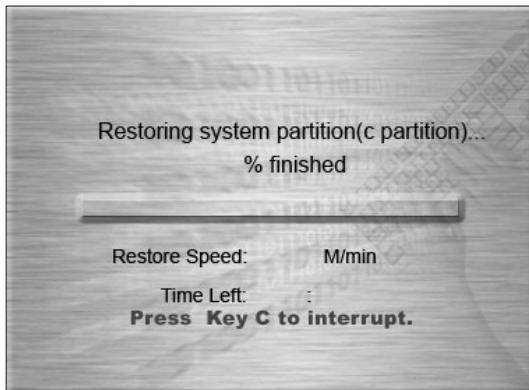 Restoring system partition(c partition)...
% finished
Restore Speed: M/min
Time Left: :
Press Key C to interrupt.